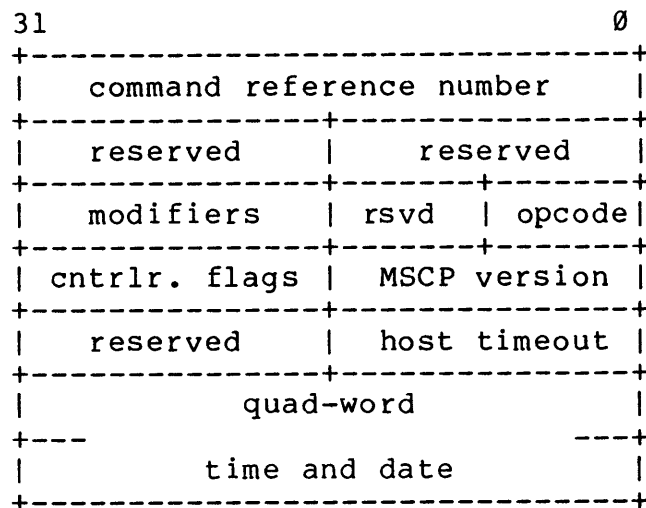 31 0
command reference number
reserved reserved
modifiers rsvd opcode
cntrlr. flags MSCP version
reserved host timeout
quad-word
time and date